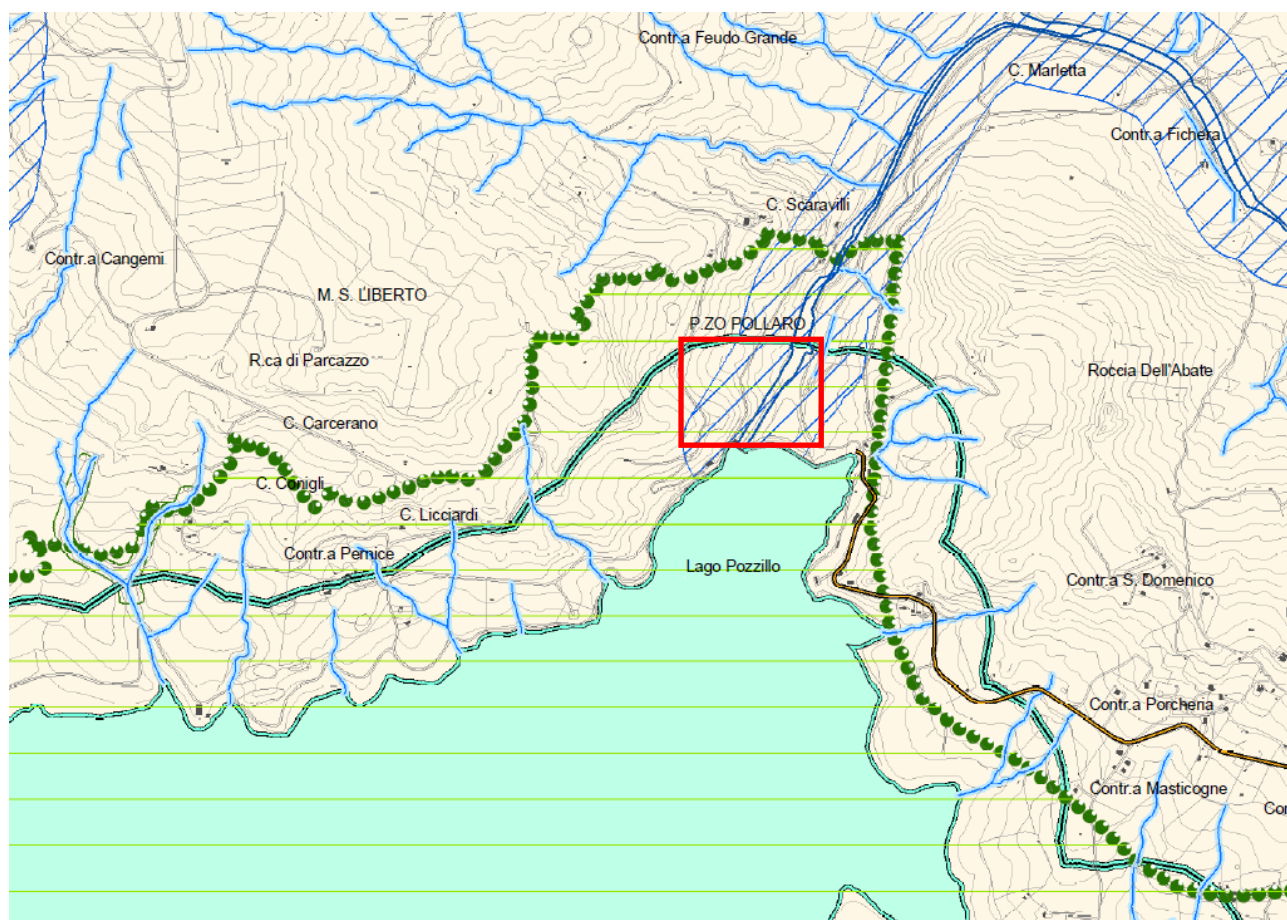 Contr.a Feudo Grande
C. Marletta
Contr.a Fichera
C. Scaravilli
Contr.a Cangemi
M. S. LIBERTO
P.ZO POLLARO
R.ca di Parcazzo
Roccia Dell'Abate
C. Carcerano
C. Conigli
C. Licciardi
Contr.a Pernice
Lago Pozzillo
Contr.a S. Domenico
Contr.a Porcheria
Contr.a Masticogne
Cor